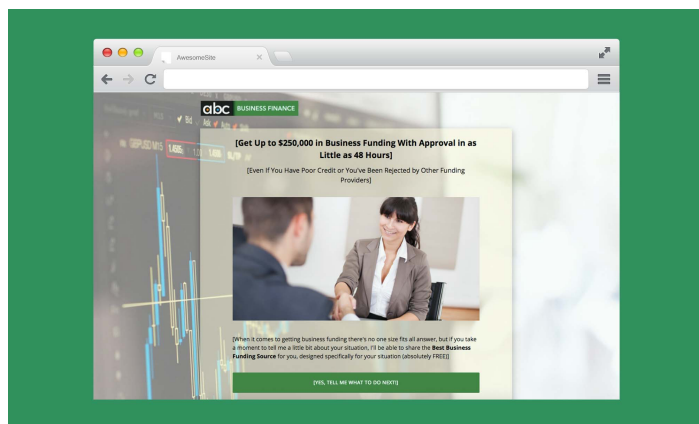 AwesomeSite
abc BUSINESS FINANCE
Bid Ask
GBPUSD M15
[Get Up to $250,000 in Business Funding With Approval in as
Little as 48 Hours]
[Even If You Have Poor Credit or You've Been Rejected by Other Funding
Providers]
[When it comes to getting business funding there's no one size fits all answer, but if you take
a moment to tell me a little bit about your situation, I'll be able to share the Best Business
Funding Source for you, designed specifically for your situation (absolutely FREE)]
[YES, TELL ME WHAT TO DO NEXT!]